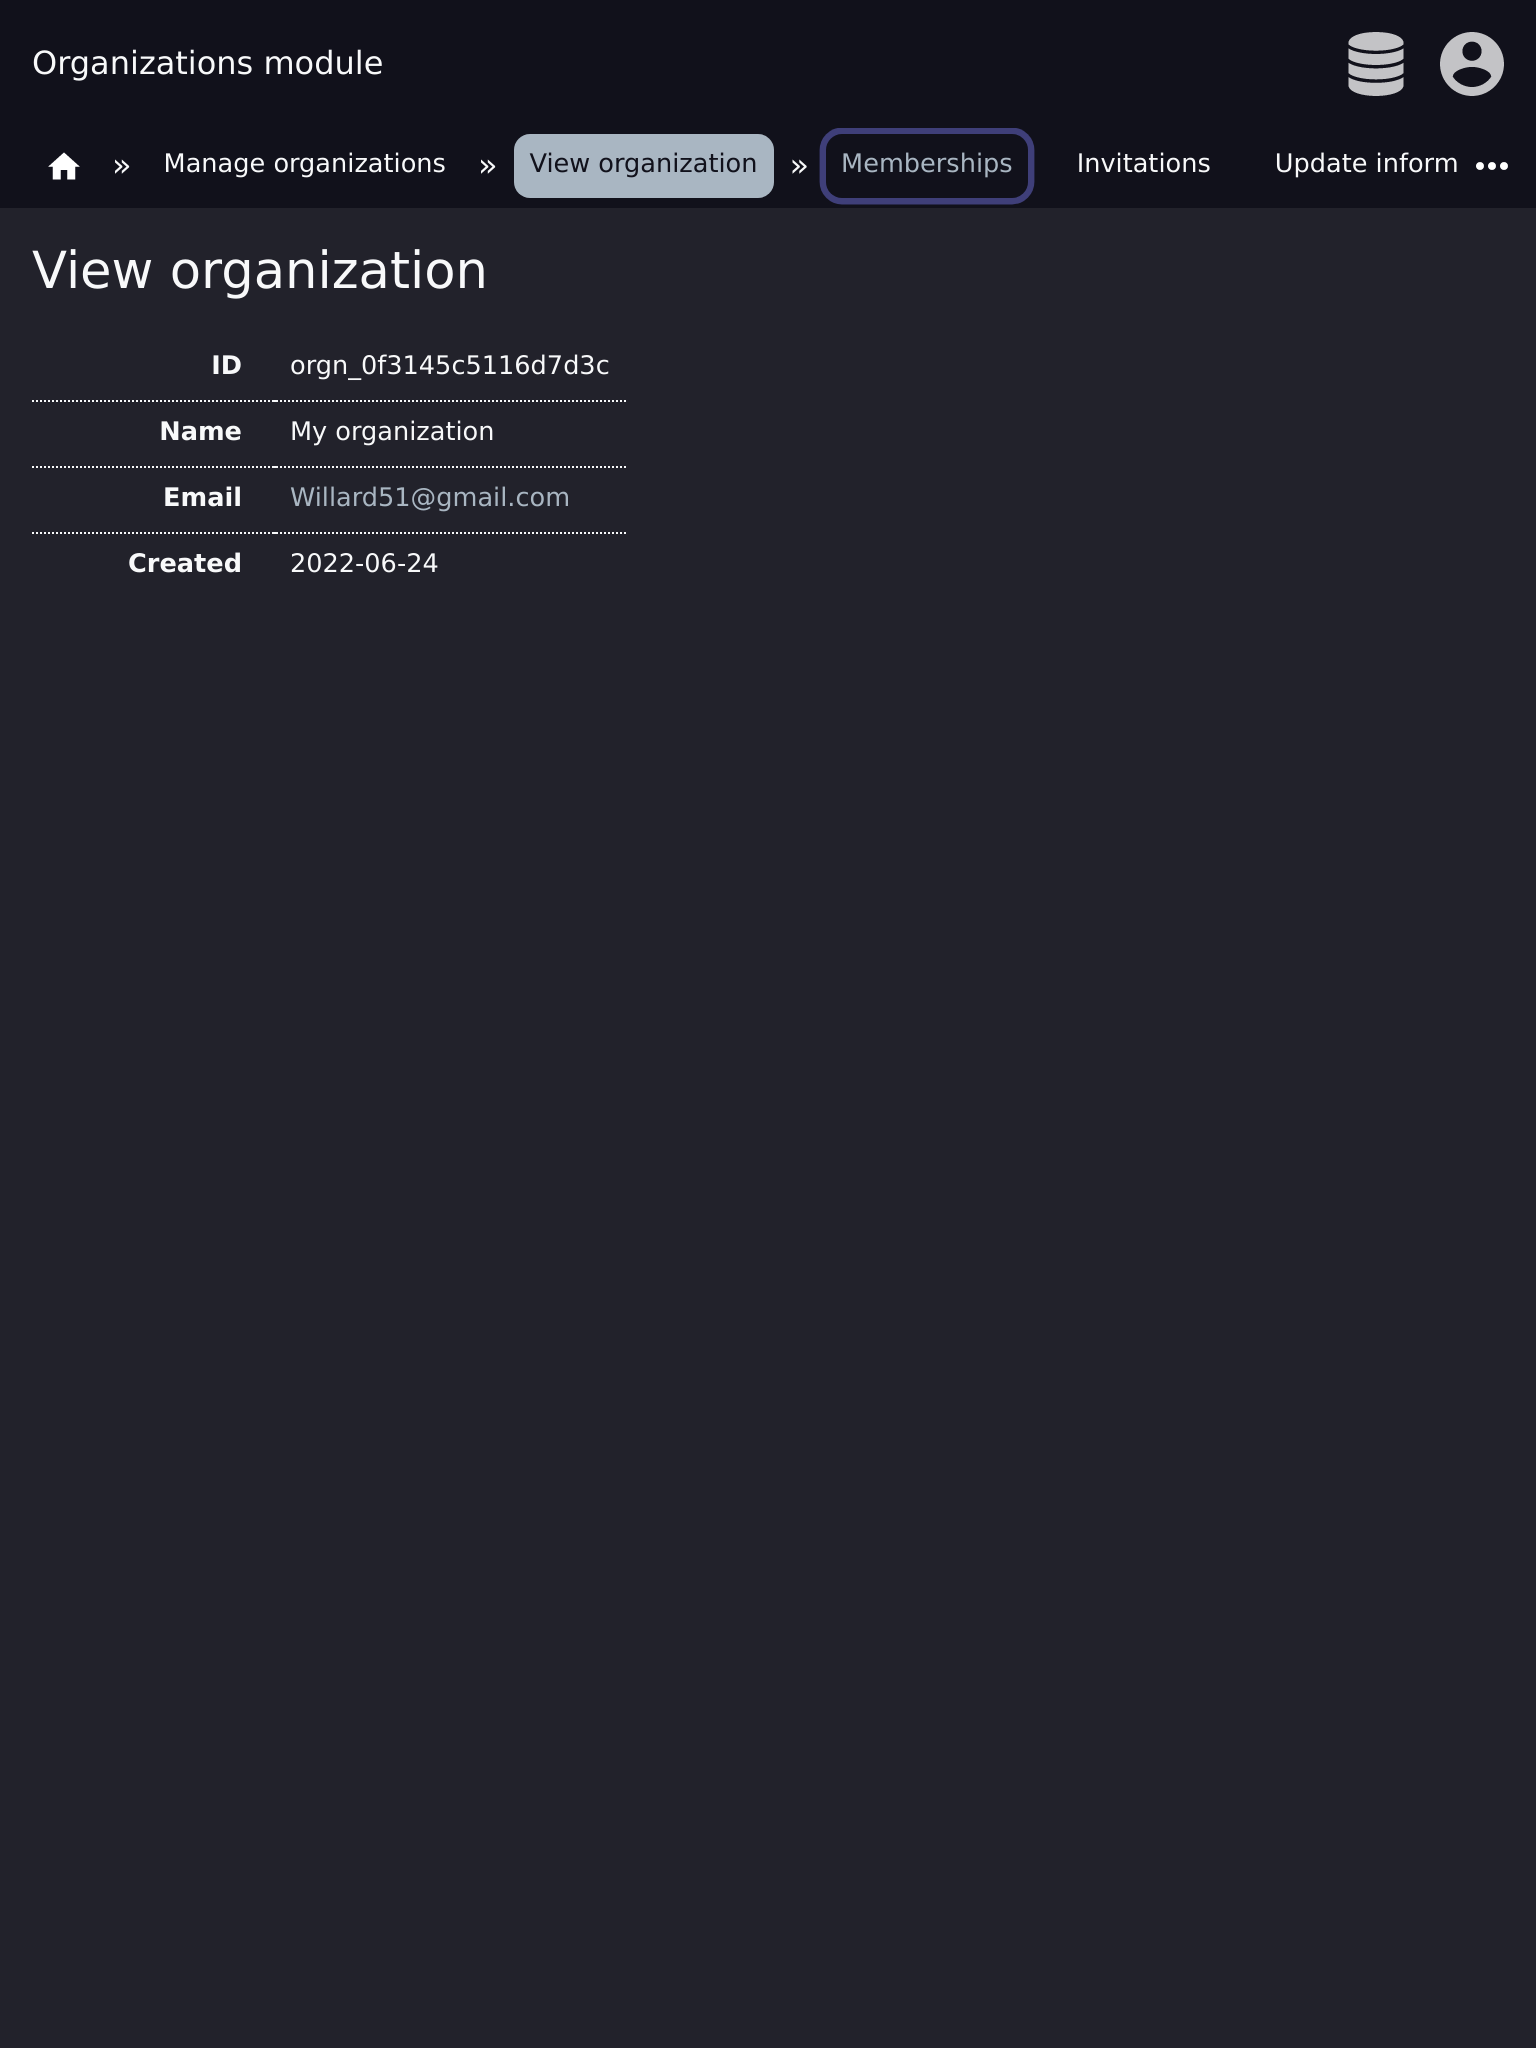 Organizations module
» Manage organizations » View organization » Memberships Invitations Update inform •••
View organization
ID orgn_0f3145c5116d7d3c
Name My organization
Email Willard51@gmail.com
Created 2022-06-24